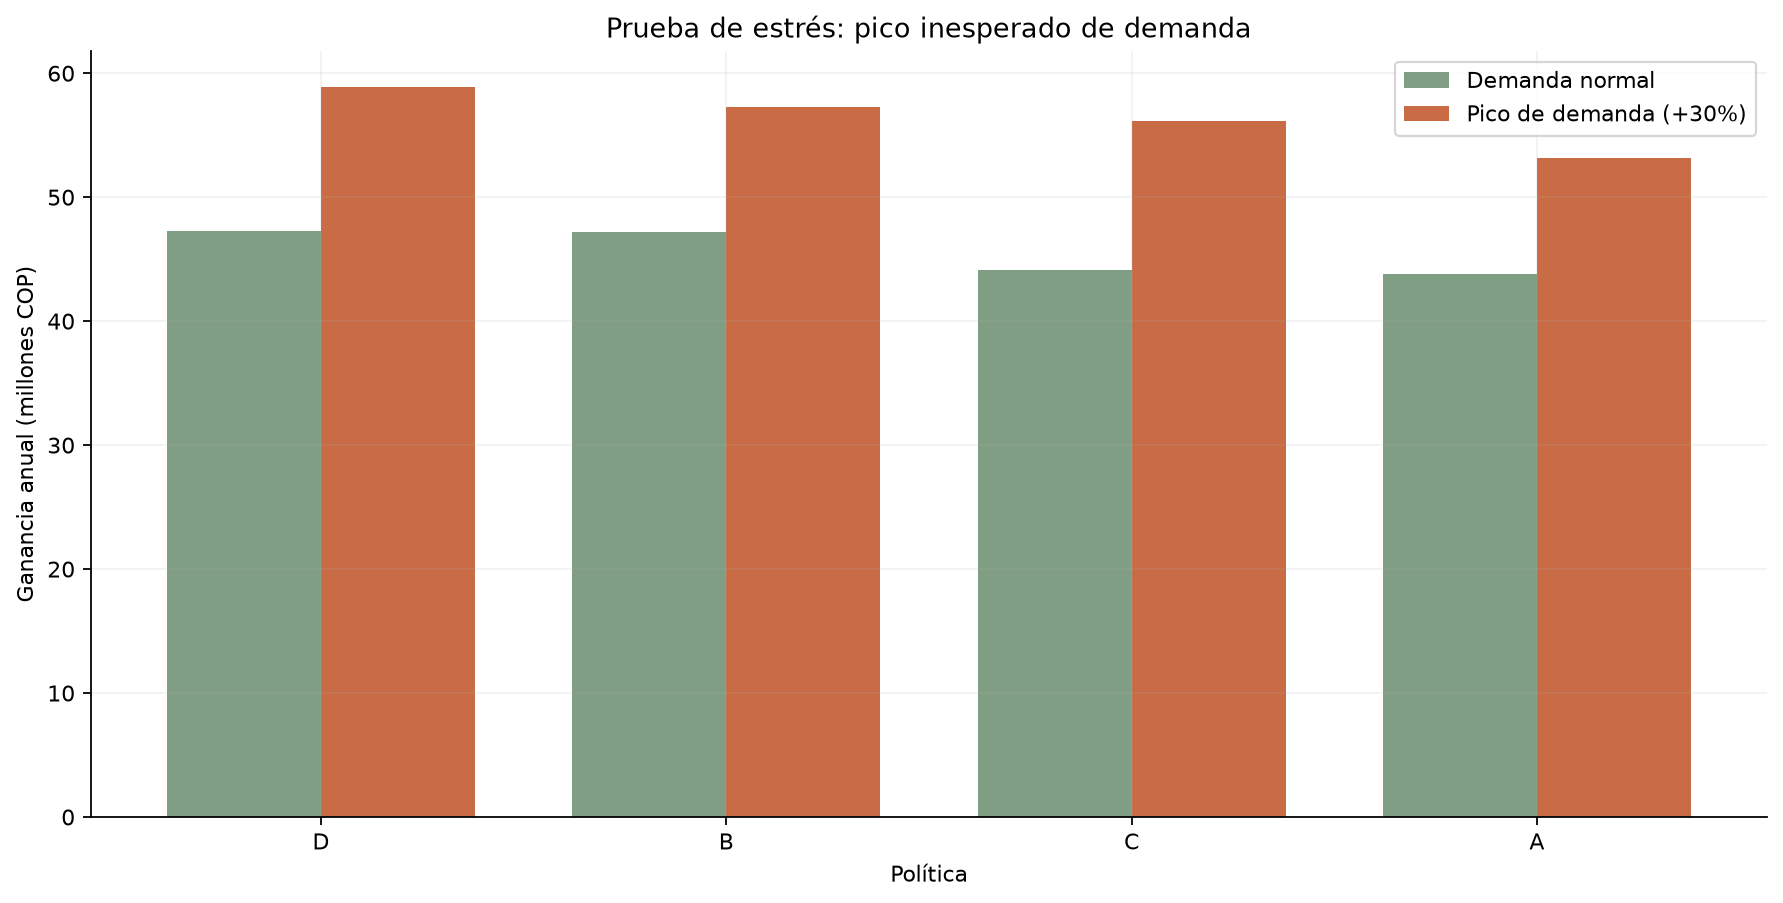 Prueba de estrés: pico inesperado de demanda
Demanda normal
Pico de demanda (+30%)
Ganancia anual (millones COP)
60
50
40
30
20
10
0
D
B
C
A
Política